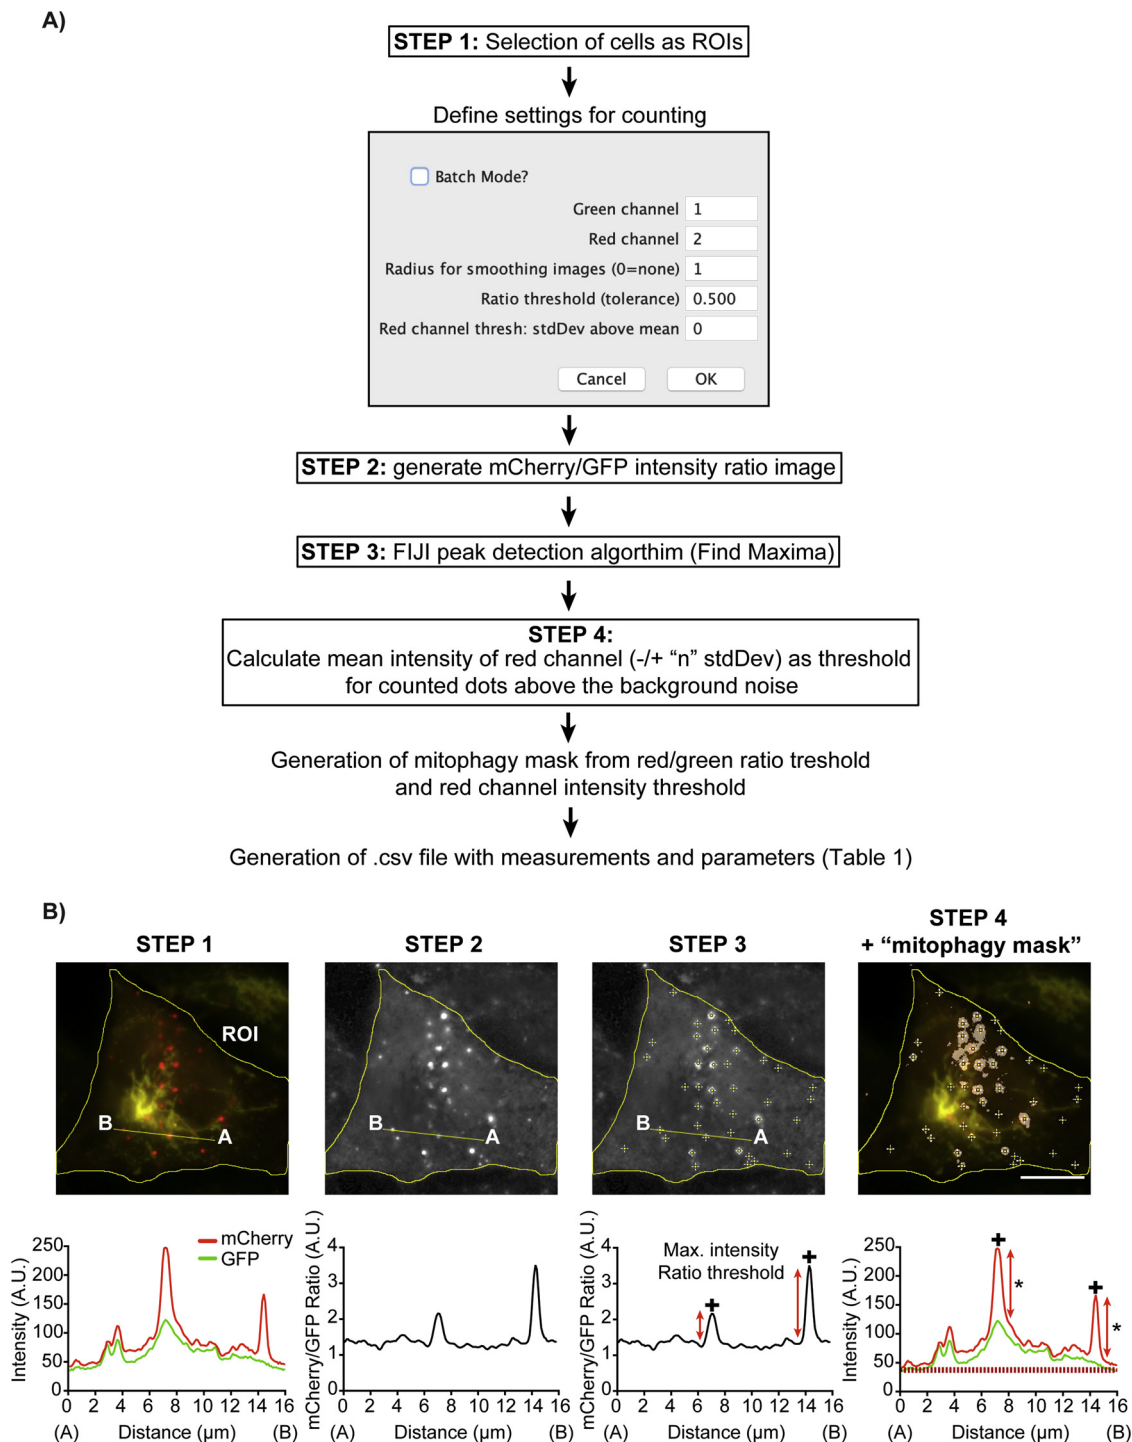 A)
STEP 1: Selection of cells as ROIs
Define settings for counting
Batch Mode?
Green channel 1
Red channel 2
Radius for smoothing images (0=none) 1
Ratio threshold (tolerance) 0.500
Red channel thresh: stdDev above mean 0
Cancel OK
STEP 2: generate mCherry/GFP intensity ratio image
STEP 3: FIJI peak detection algorthim (Find Maxima)
STEP 4:
Calculate mean intensity of red channel (-/+ “n” stdDev) as threshold
for counted dots above the background noise
Generation of mitophagy mask from red/green ratio treshold
and red channel intensity threshold
Generation of .csv file with measurements and parameters (Table 1)
B)
STEP 1
STEP 2
STEP 3
STEP 4
+ “mitophagy mask”
ROI
B
A
B
A
B
A
Intensity (A.U.)
250
200
150
100
50
0
mCherry
GFP
0 2 4 6 8 10 12 14 16
(A) Distance (µm) (B)
mCherry/GFP Ratio (A.U.)
4
3
2
1
0
0 2 4 6 8 10 12 14 16
(A) Distance (µm) (B)
mCherry/GFP Ratio (A.U.)
4
3
2
1
0
Max. intensity
Ratio threshold
+
+
0 2 4 6 8 10 12 14 16
(A) Distance (µm) (B)
Intensity (A.U.)
250
200
150
100
50
0
+
*
+
*
0 2 4 6 8 10 12 14 16
(A) Distance (µm) (B)